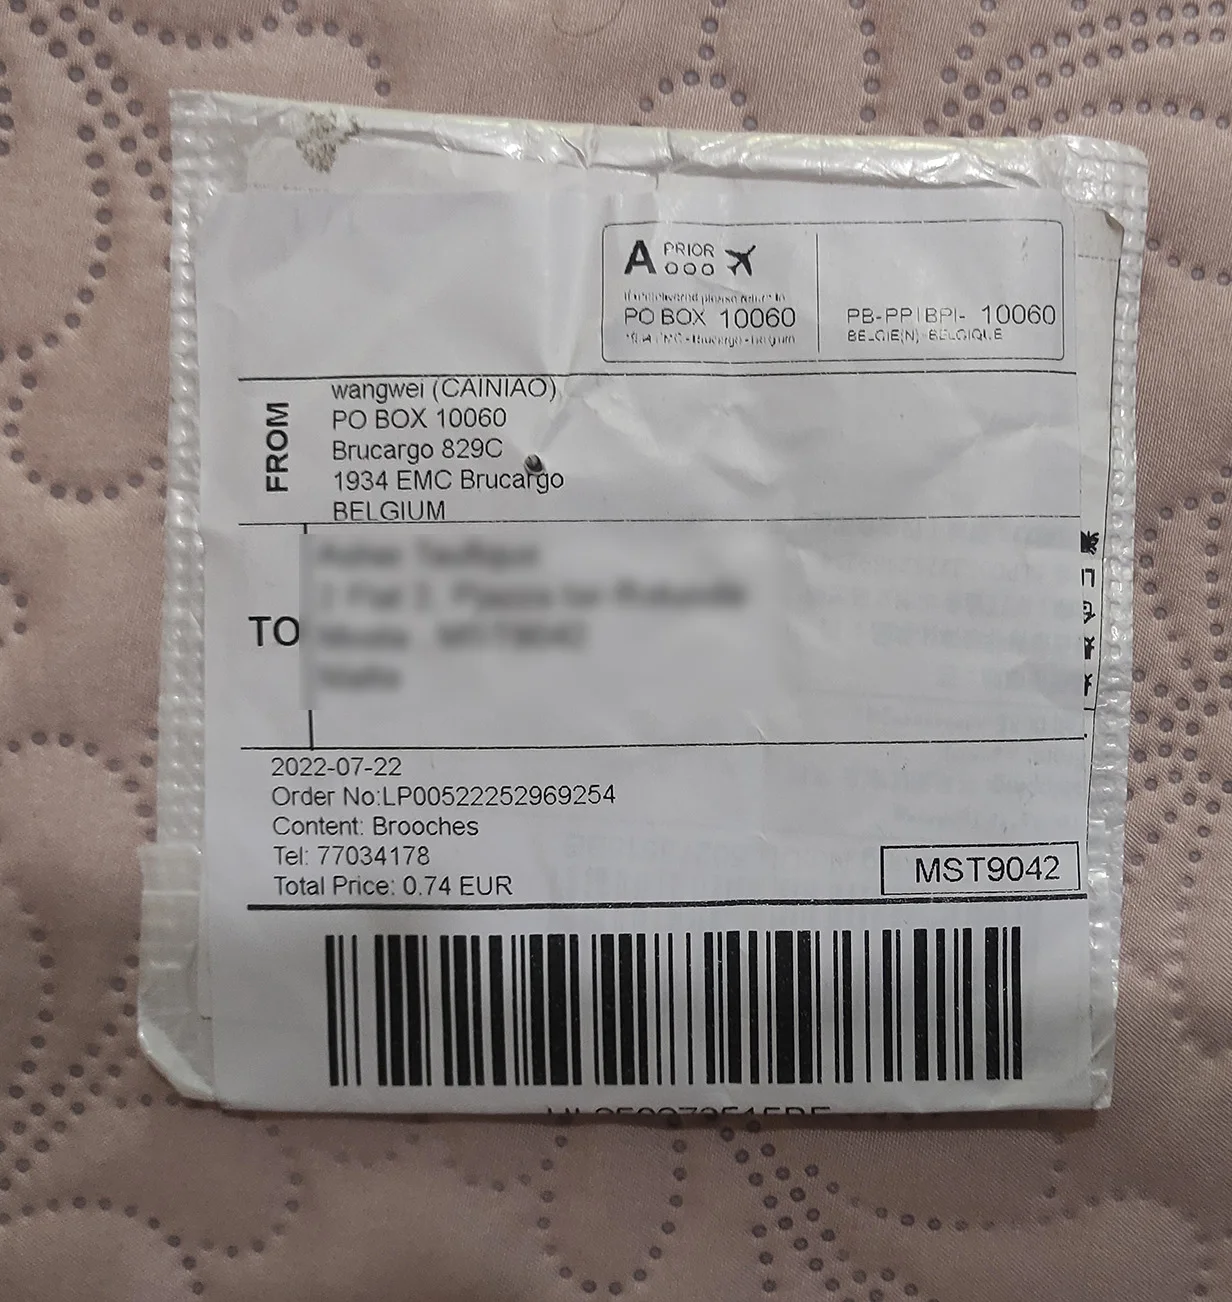 A PRIOR
PO BOX 10060
PB-PP|BPI- 10060
BELGIE(N)-BELGIQUE
FROM
wangwei (CAINIAO)
PO BOX 10060
Brucargo 829C
1934 EMC Brucargo
BELGIUM
TO
2022-07-22
Order No:LP00522252969254
Content: Brooches
Tel: 77034178
Total Price: 0.74 EUR
MST9042